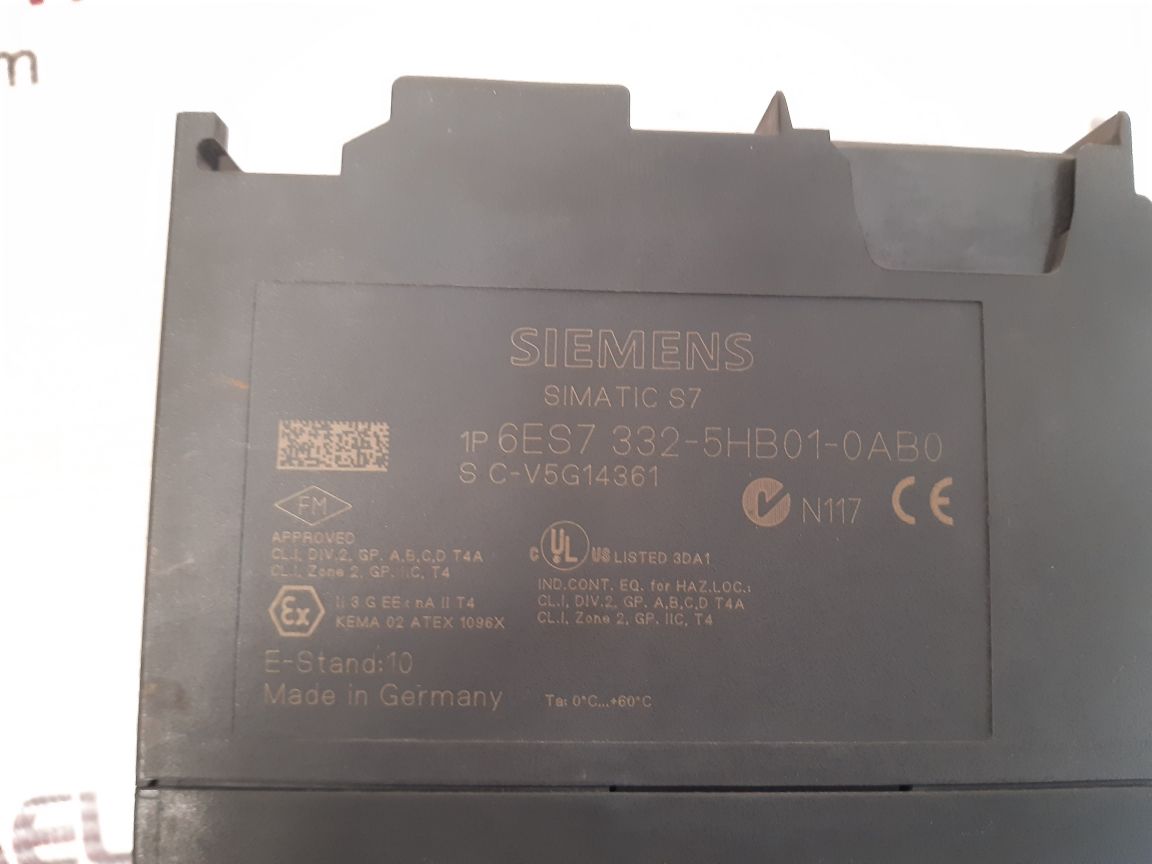 SIEMENS
SIMATIC S7
1P 6ES7 332-5HB01-0AB0
S C-V5G14361
N117 CE
FM
APPROVED
CL.I, DIV.2, GP. A,B,C,D T4A
CL.I, Zone 2, GP. IIC, T4
c UL US LISTED 3DA1
IND.CONT. EQ. for HAZ.LOC.:
CL.I, DIV.2, GP. A,B,C,D T4A
CL.I, Zone 2, GP. IIC, T4
Ex II 3 G EEx nA II T4
KEMA 02 ATEX 1096X
E-Stand:10
Made in Germany
Ta: 0°C...+60°C